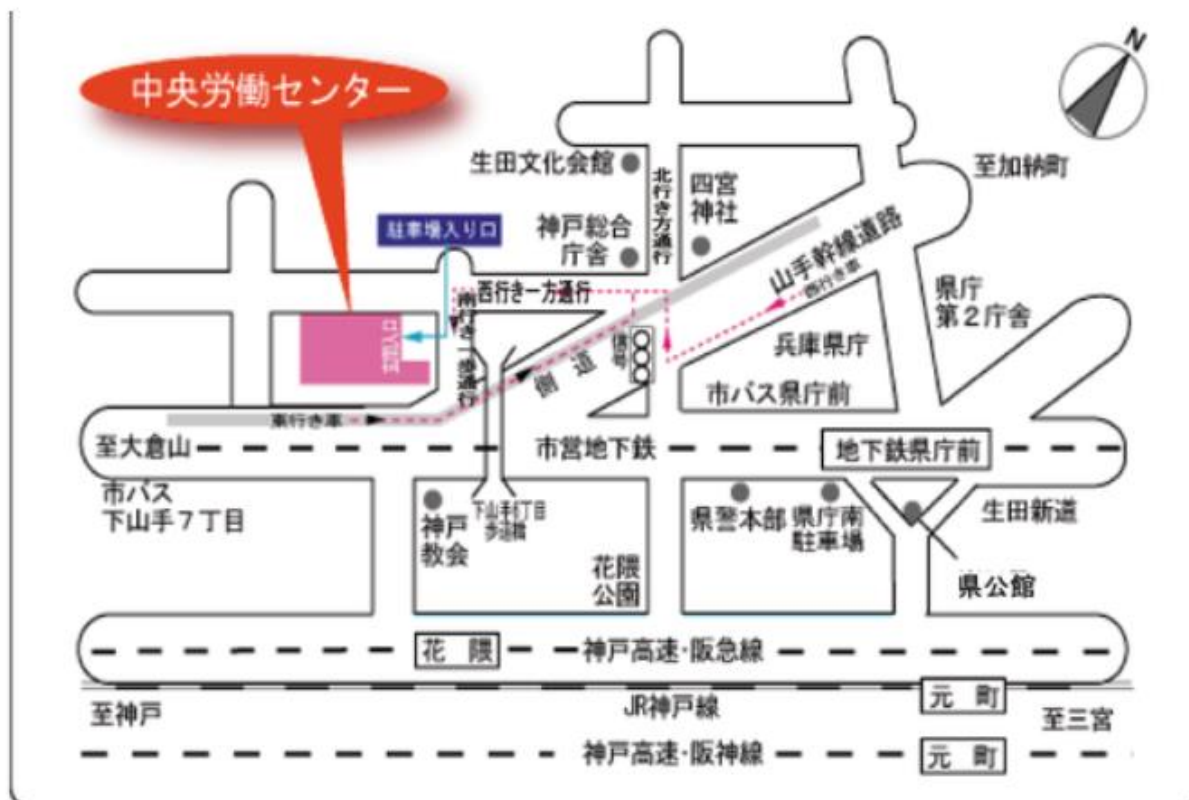 N
中央労働センター
生田文化会館
北行き一方通行
四宮
神社
至加納町
駐車場入り口
神戸総合
庁舎
山手幹線道路
西行き車
西行き一方通行
南行き一歩通行
県庁
第2庁舎
信号
側道
兵庫県庁
市バス県庁前
東行き車
至大倉山
市営地下鉄
地下鉄県庁前
市バス
下山手7丁目
神戸
教会
下山手6丁目
歩道橋
県警本部
県庁南
駐車場
生田新道
花隈
公園
県公館
花隈
神戸高速・阪急線
至神戸
JR神戸線
元町
至三宮
神戸高速・阪神線
元町